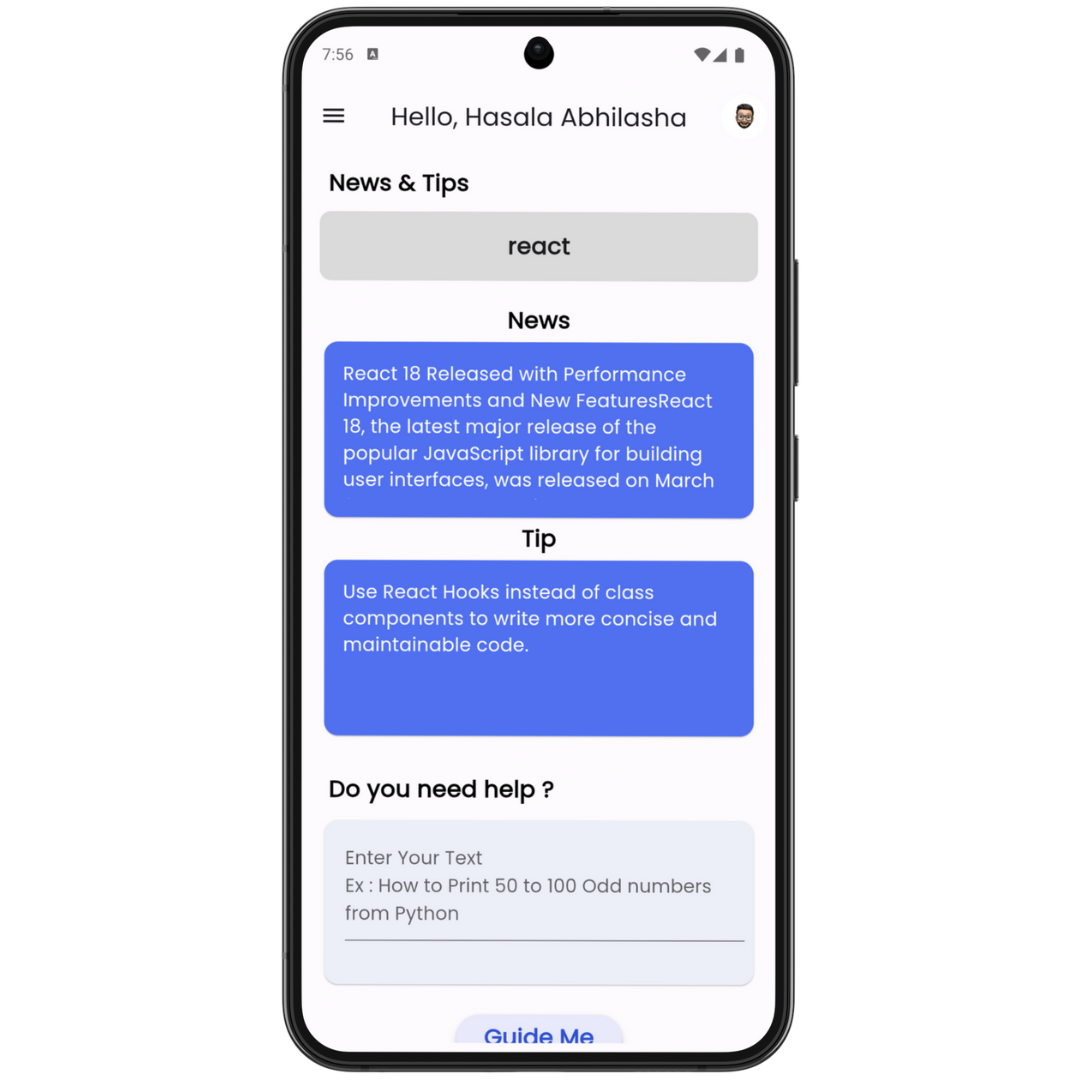 7:56
Hello, Hasala Abhilasha
News & Tips
react
News
React 18 Released with Performance
Improvements and New FeaturesReact
18, the latest major release of the
popular JavaScript library for building
user interfaces, was released on March
Tip
Use React Hooks instead of class
components to write more concise and
maintainable code.
Do you need help ?
Enter Your Text
Ex : How to Print 50 to 100 Odd numbers
from Python
Guide Me